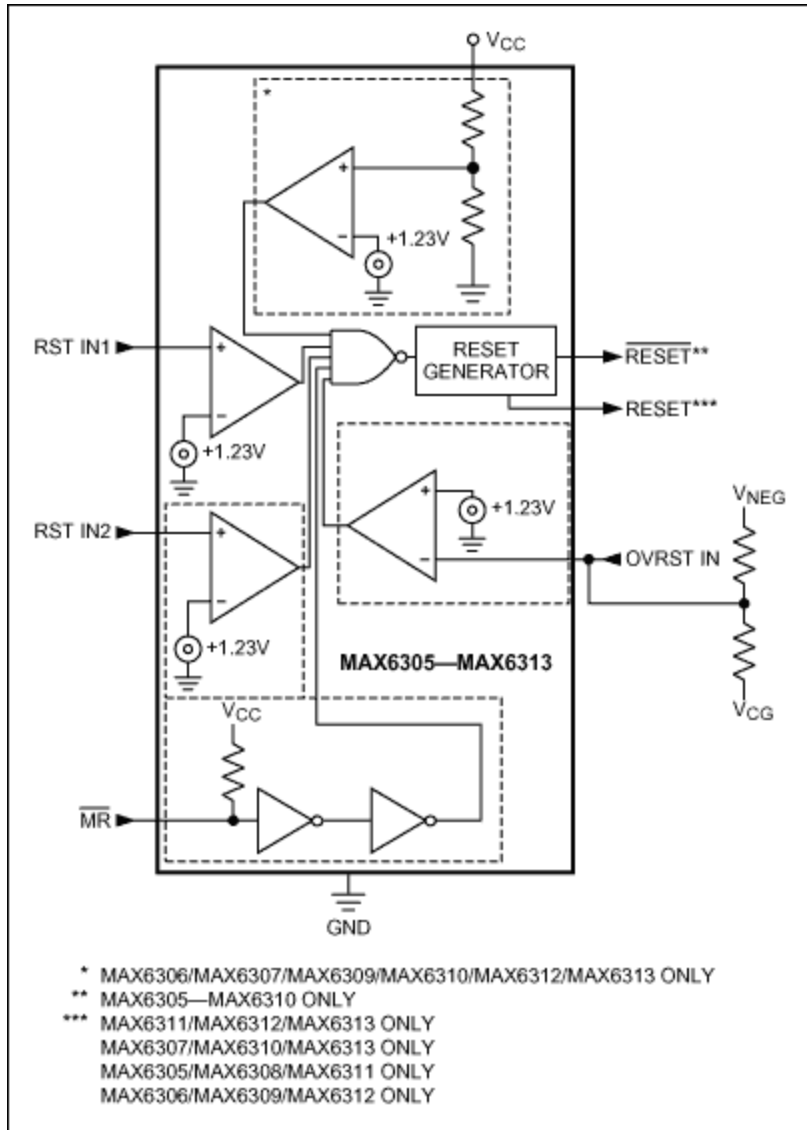 VCC
*
+
−
+1.23V
RST IN1
+
−
+1.23V
RESET
GENERATOR
RESET**
RESET***
+
−
+1.23V
VNEG
OVRST IN
RST IN2
+
−
+1.23V
MAX6305—MAX6313
VCG
VCC
MR
GND
* MAX6306/MAX6307/MAX6309/MAX6310/MAX6312/MAX6313 ONLY
** MAX6305—MAX6310 ONLY
*** MAX6311/MAX6312/MAX6313 ONLY
MAX6307/MAX6310/MAX6313 ONLY
MAX6305/MAX6308/MAX6311 ONLY
MAX6306/MAX6309/MAX6312 ONLY